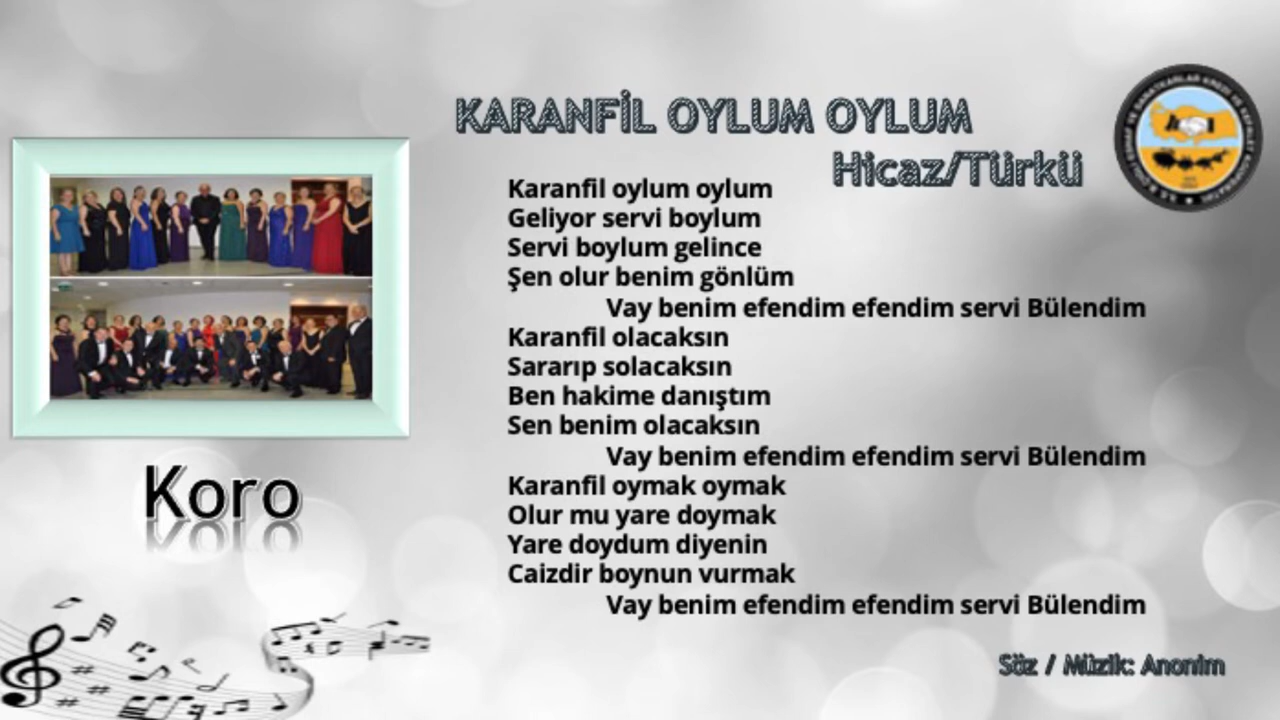 KARANFİL OYLUM OYLUM
Hicaz/Türkü
Karanfil oylum oylum
Geliyor servi boylum
Servi boylum gelince
Şen olur benim gönlüm
Vay benim efendim efendim servi Bülendim
Karanfil olacaksın
Sararıp solacaksın
Ben hakime danıştım
Sen benim olacaksın
Vay benim efendim efendim servi Bülendim
Karanfil oymak oymak
Olur mu yare doymak
Yare doydum diyenin
Caizdir boynun vurmak
Vay benim efendim efendim servi Bülendim
Koro
Söz / Müzik: Anonim